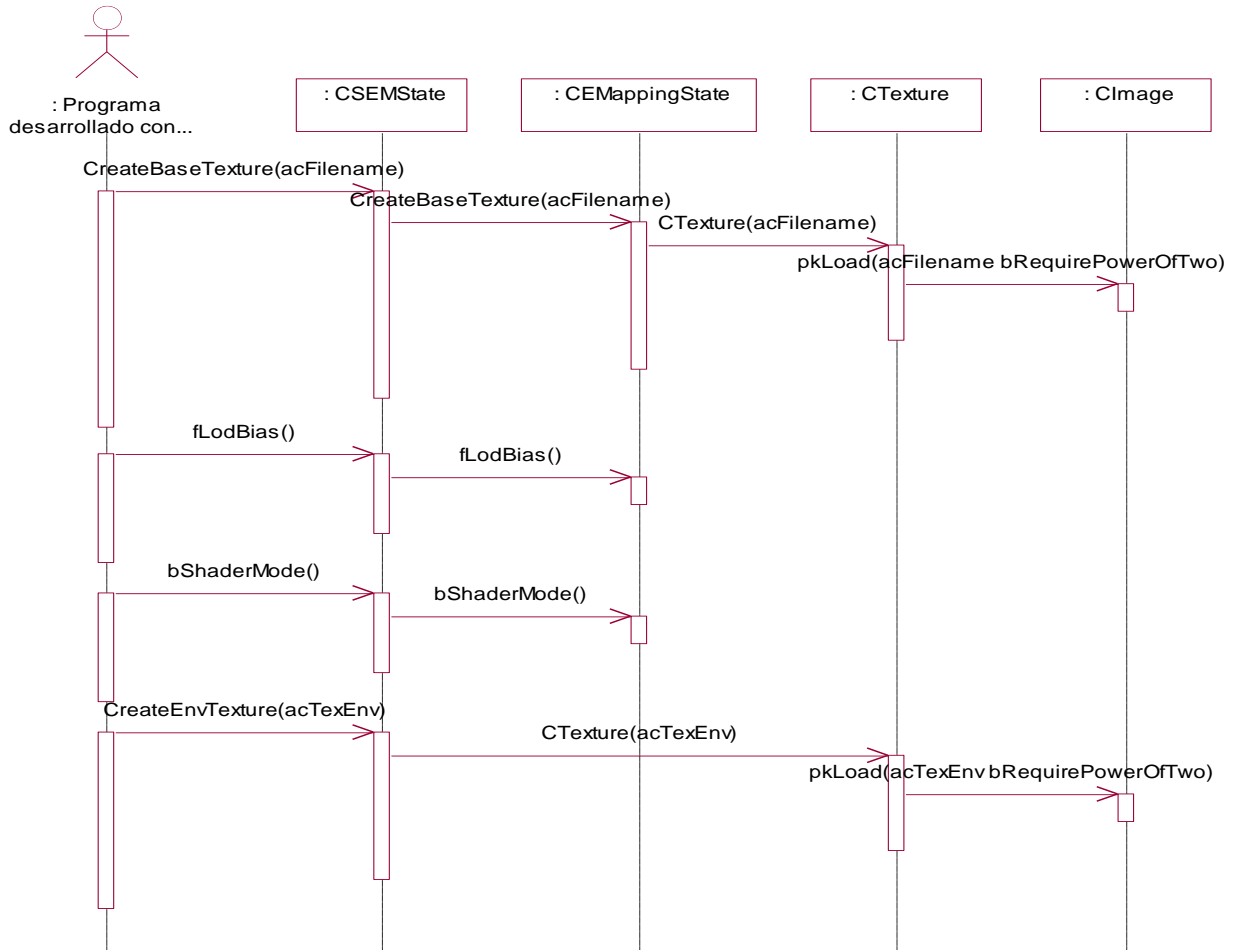 : Programa
desarrollado con...
: CSEMState
: CEMappingState
: CTexture
: CImage
CreateBaseTexture(acFilename)
CreateBaseTexture(acFilename)
CTexture(acFilename)
pkLoad(acFilename bRequirePowerOfTwo)
fLodBias()
fLodBias()
bShaderMode()
bShaderMode()
CreateEnvTexture(acTexEnv)
CTexture(acTexEnv)
pkLoad(acTexEnv bRequirePowerOfTwo)